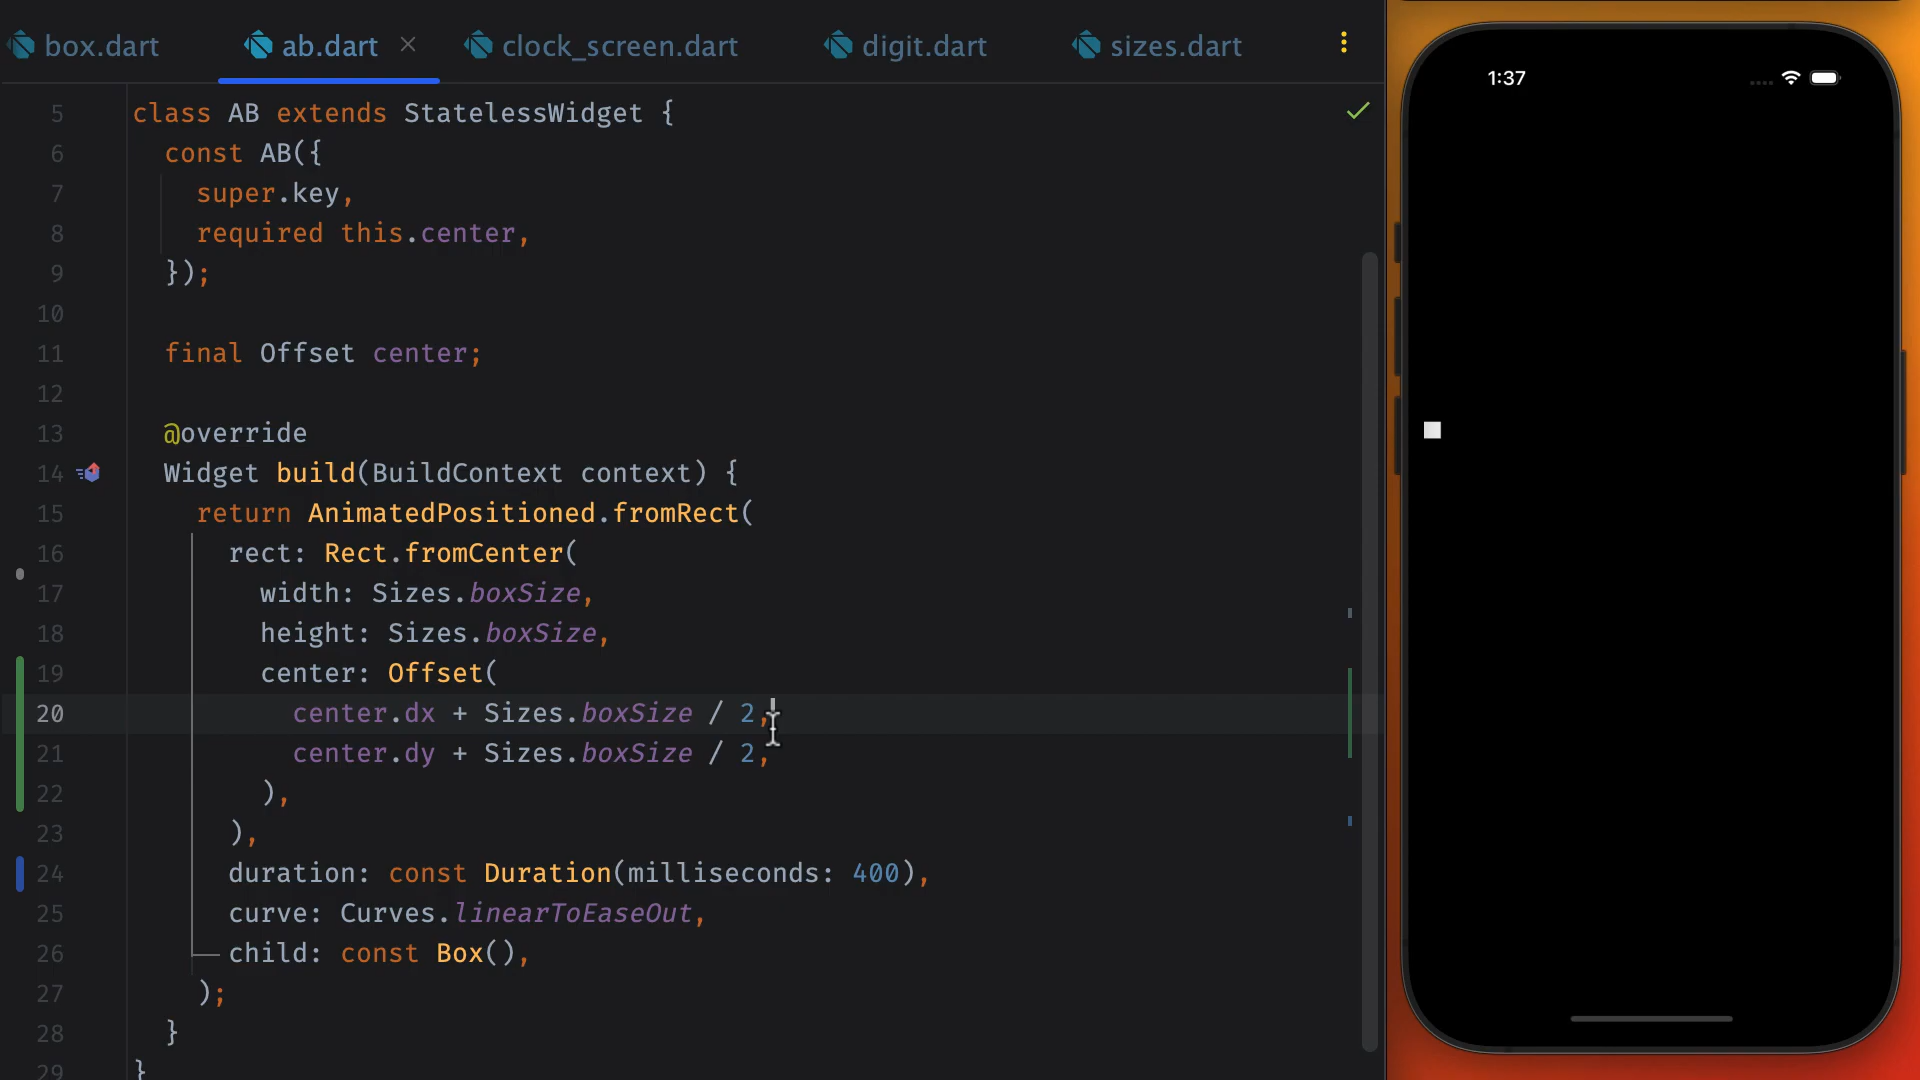 box.dart
ab.dart
clock_screen.dart
digit.dart
sizes.dart
5 class AB extends StatelessWidget {
6 const AB({
7 super.key,
8 required this.center,
9 });
10
11 final Offset center;
12
13 @override
14 Widget build(BuildContext context) {
15 return AnimatedPositioned.fromRect(
16 rect: Rect.fromCenter(
17 width: Sizes.boxSize,
18 height: Sizes.boxSize,
19 center: Offset(
20 center.dx + Sizes.boxSize / 2,
21 center.dy + Sizes.boxSize / 2,
22 ),
23 ),
24 duration: const Duration(milliseconds: 400),
25 curve: Curves.linearToEaseOut,
26 child: const Box(),
27 );
28 }
29 }
1:37